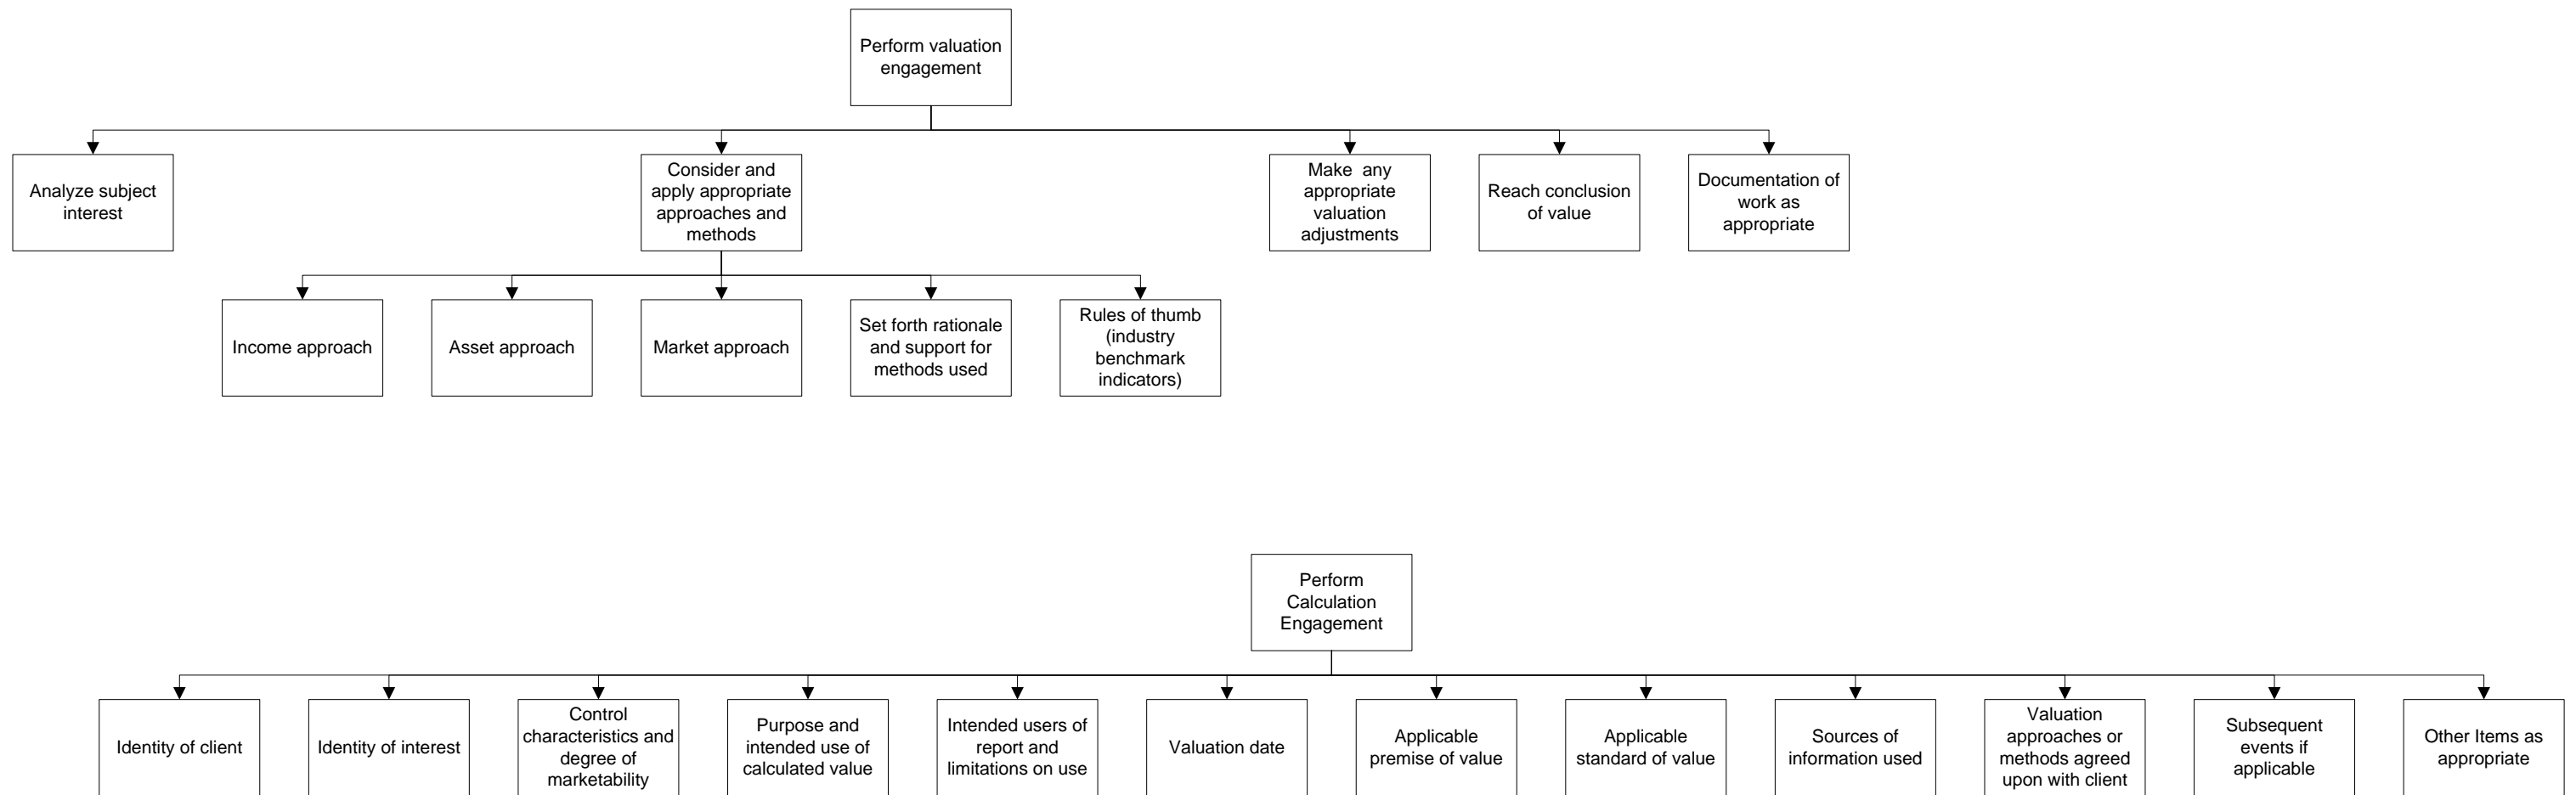 Perform valuation
engagement
Analyze subject
interest
Consider and
apply appropriate
approaches and
methods
Make any
appropriate
valuation
adjustments
Reach conclusion
of value
Documentation of
work as
appropriate
Income approach
Asset approach
Market approach
Set forth rationale
and support for
methods used
Rules of thumb
(industry
benchmark
indicators)
Perform
Calculation
Engagement
Identity of client
Identity of interest
Control
characteristics and
degree of
marketability
Purpose and
intended use of
calculated value
Intended users of
report and
limitations on use
Valuation date
Applicable
premise of value
Applicable
standard of value
Sources of
information used
Valuation
approaches or
methods agreed
upon with client
Subsequent
events if
applicable
Other Items as
appropriate